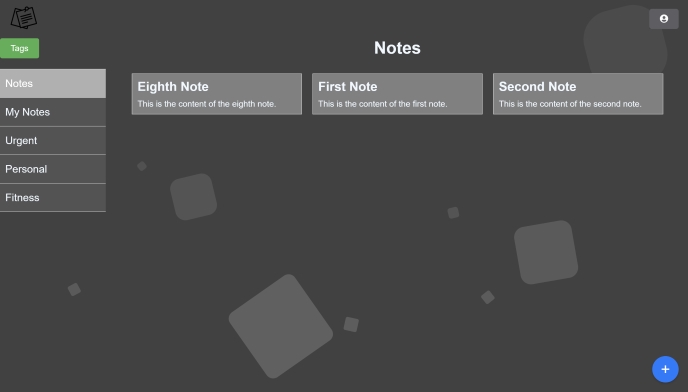 Tags
Notes
Notes
My Notes
Urgent
Personal
Fitness
Eighth Note
This is the content of the eighth note.
First Note
This is the content of the first note.
Second Note
This is the content of the second note.
+